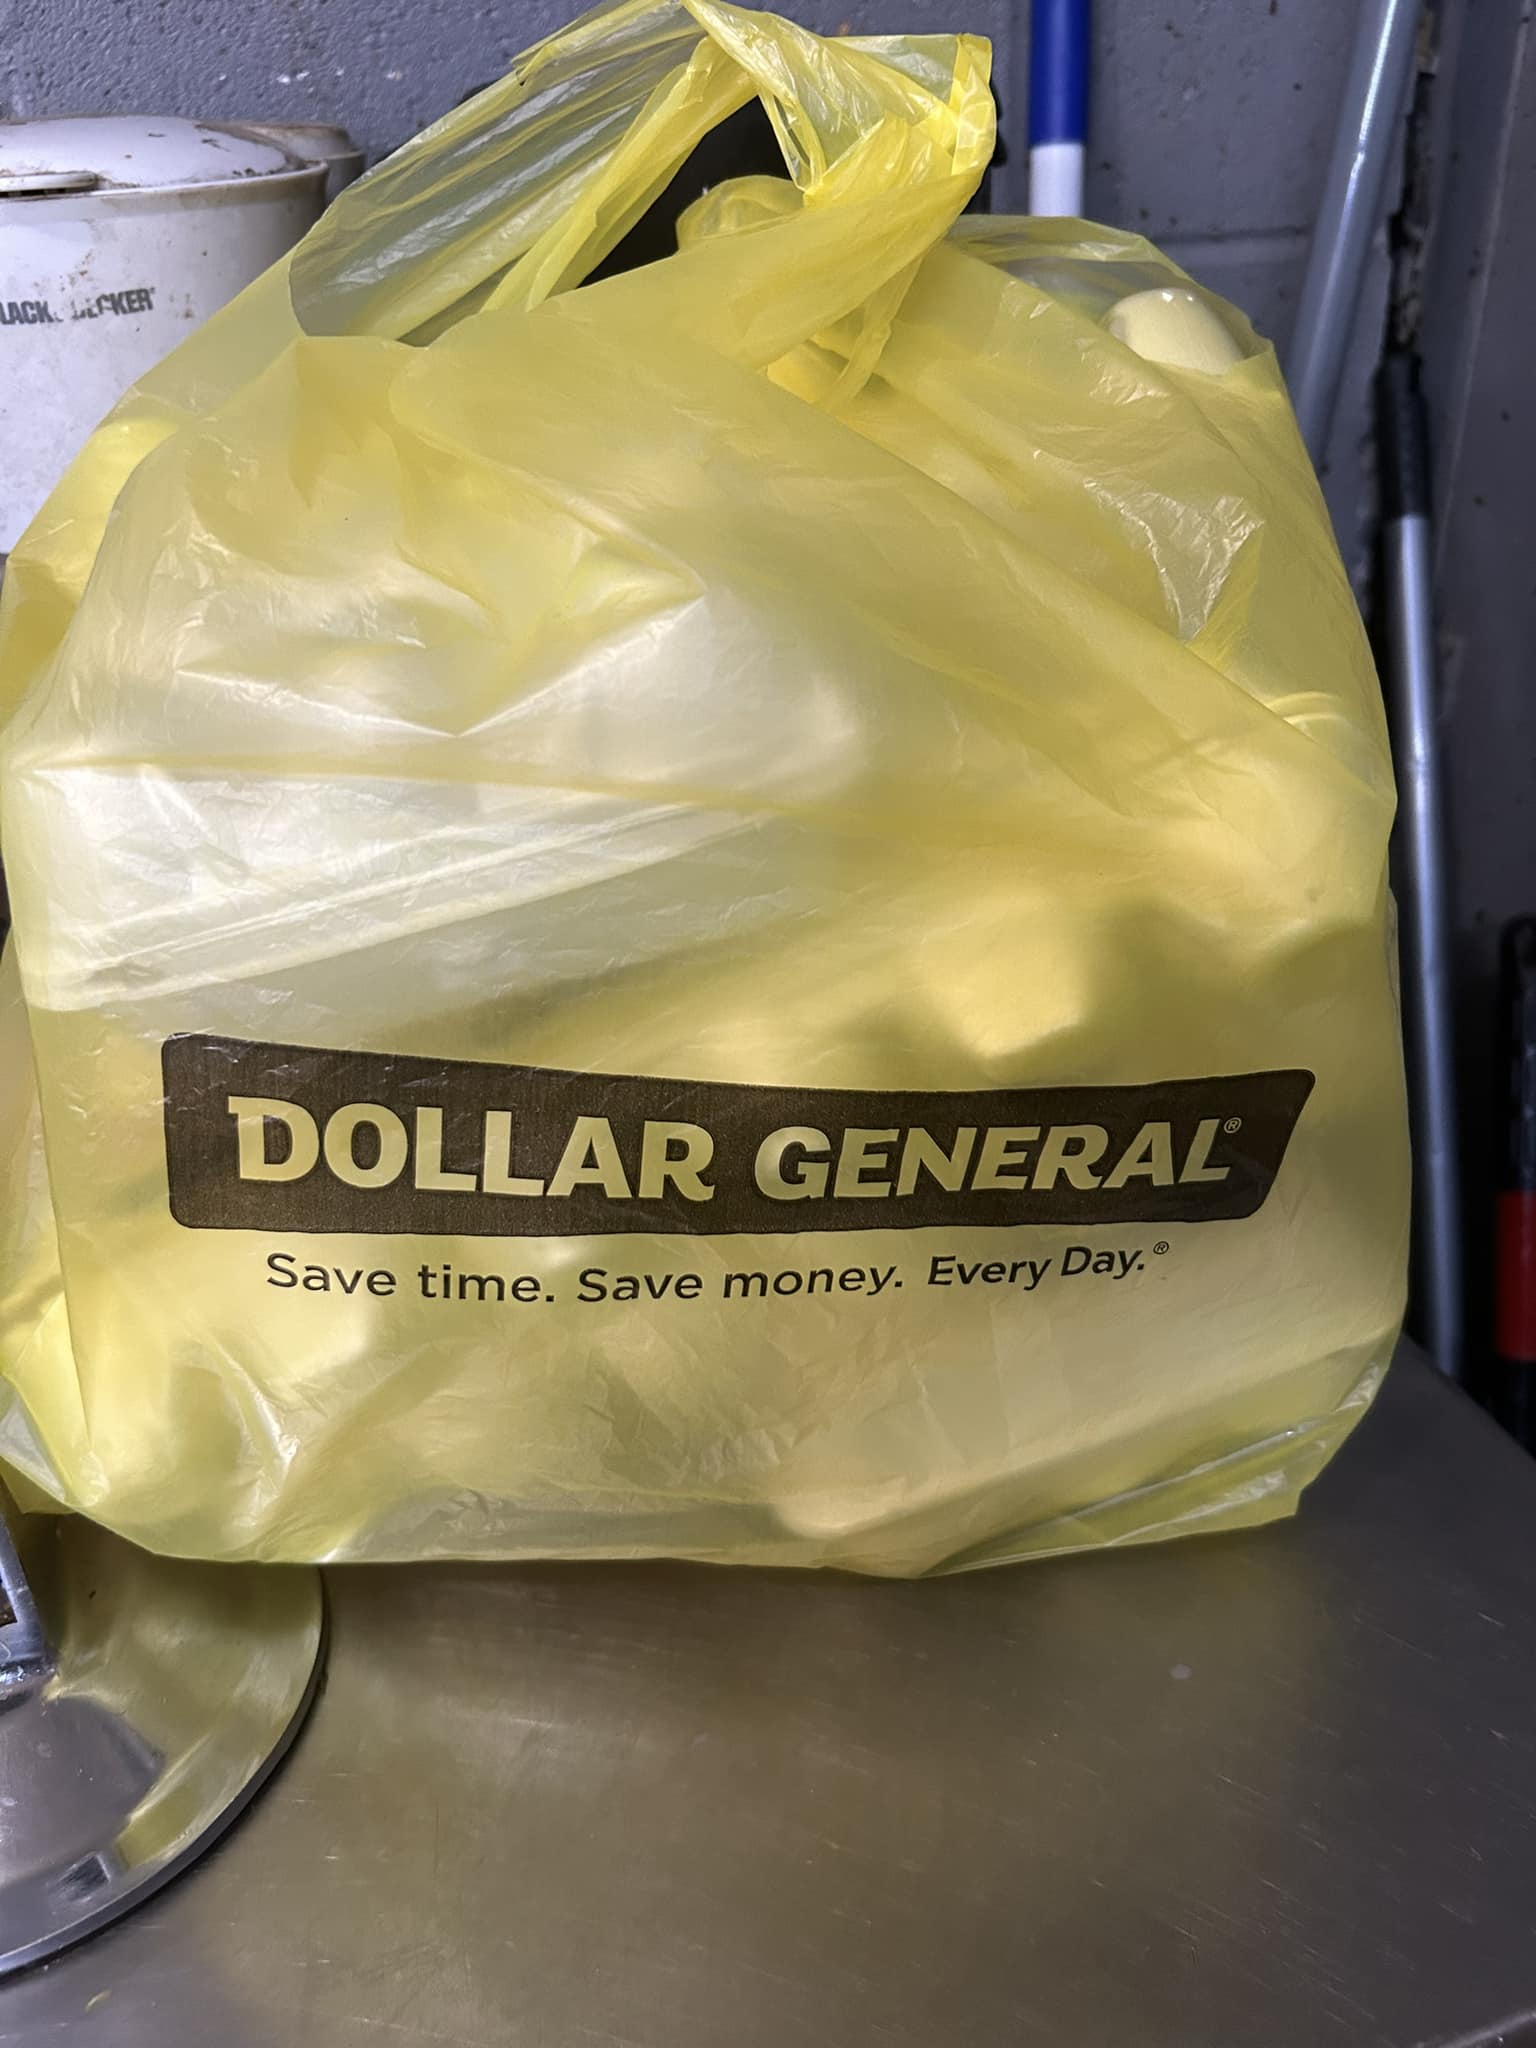 DOLLAR GENERAL®
Save time. Save money. Every Day.®